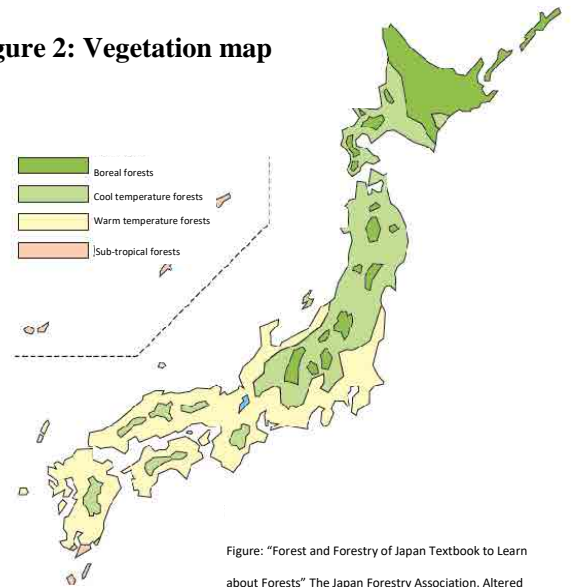 gure 2: Vegetation map
Boreal forests
Cool temperature forests
Warm temperature forests
Sub-tropical forests
Figure: “Forest and Forestry of Japan Textbook to Learn
about Forests” The Japan Forestry Association. Altered